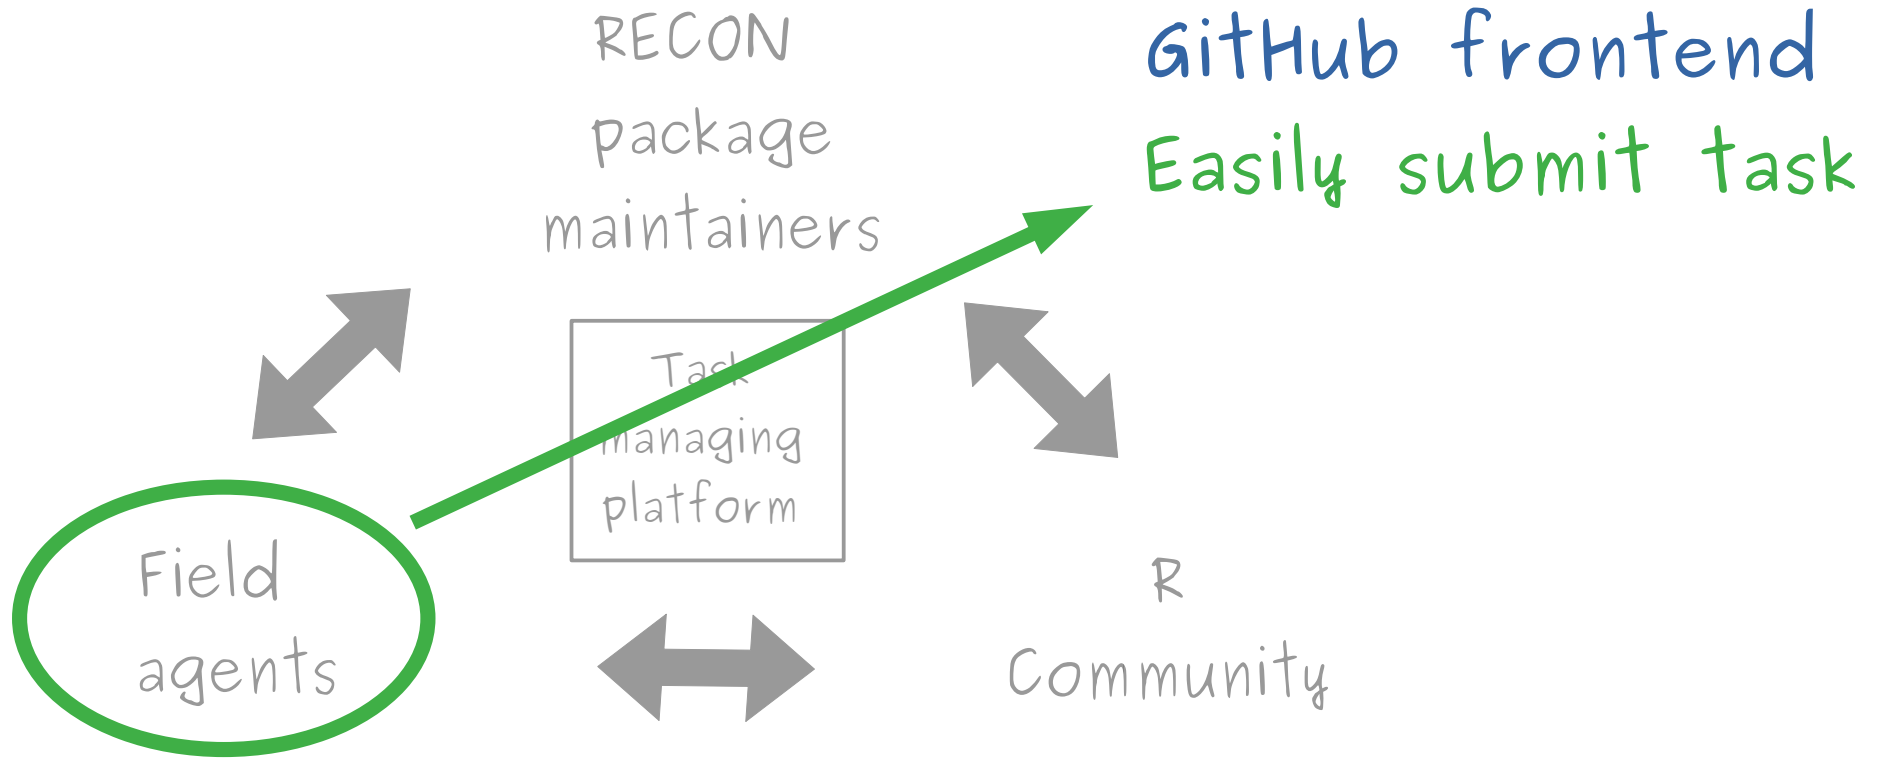 RECON
package
maintainers
GitHub frontend
Easily submit task
Task
managing
platform
Field
agents
R
Community